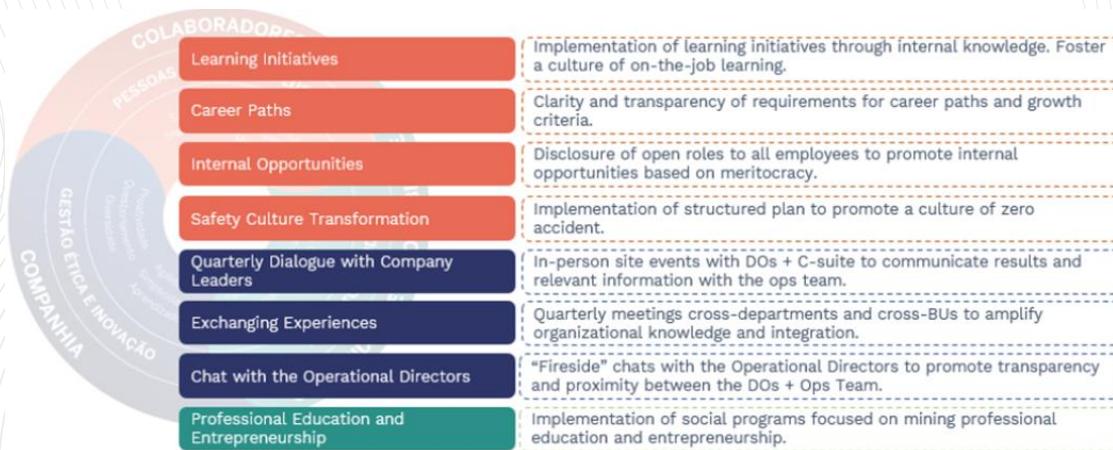 COLABORADORES
PESSOAS
GESTÃO ÉTICA E INOVAÇÃO
COMPANHIA
Learning Initiatives
Implementation of learning initiatives through internal knowledge. Foster
a culture of on-the-job learning.
Career Paths
Clarity and transparency of requirements for career paths and growth
criteria.
Internal Opportunities
Disclosure of open roles to all employees to promote internal
opportunities based on meritocracy.
Safety Culture Transformation
Implementation of structured plan to promote a culture of zero
accident.
Quarterly Dialogue with Company
Leaders
In-person site events with DOs + C-suite to communicate results and
relevant information with the ops team.
Exchanging Experiences
Quarterly meetings cross-departments and cross-BUs to amplify
organizational knowledge and integration.
Chat with the Operational Directors
“Fireside” chats with the Operational Directors to promote transparency
and proximity between the DOs + Ops Team.
Professional Education and
Entrepreneurship
Implementation of social programs focused on mining professional
education and entrepreneurship.